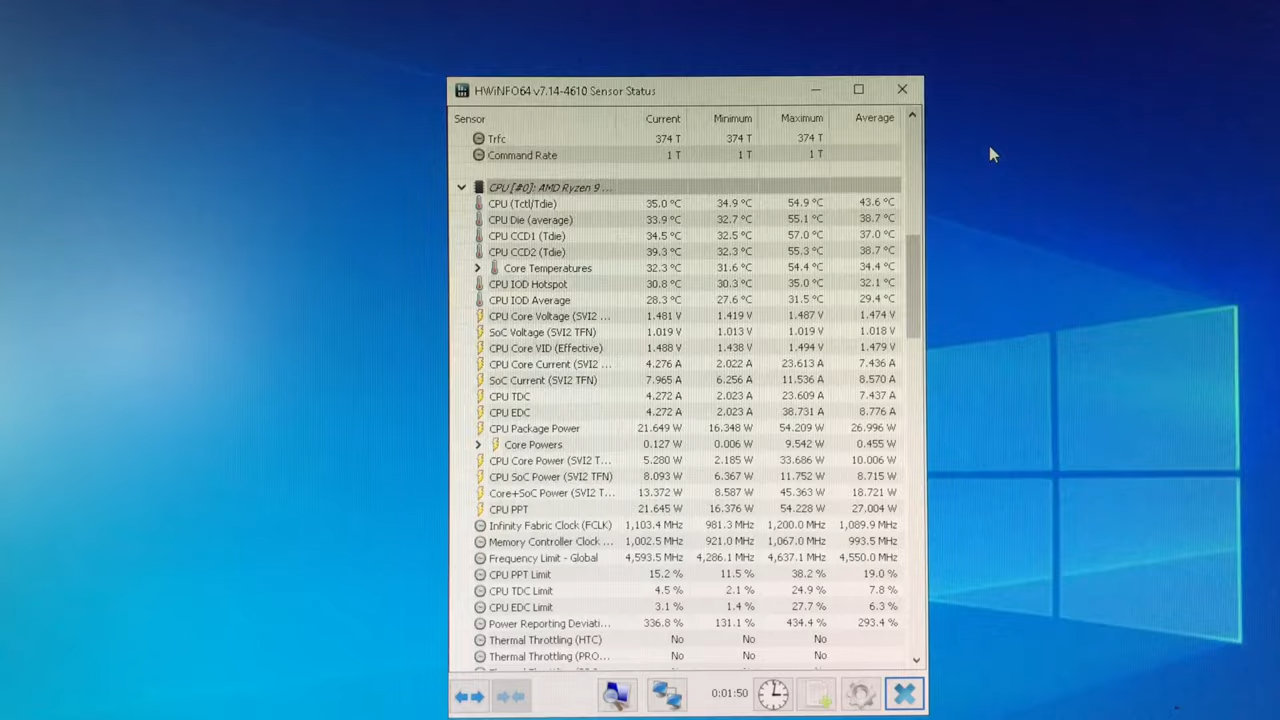 HWiNFO64 v7.14-4610 Sensor Status
Sensor Current Minimum Maximum Average
Trfc 374 T 374 T 374 T
Command Rate 1 T 1 T 1 T
CPU [#0]: AMD Ryzen 9 ...
CPU (Tctl/Tdie) 35.0 °C 34.9 °C 54.9 °C 43.6 °C
CPU Die (average) 33.9 °C 32.7 °C 55.1 °C 38.7 °C
CPU CCD1 (Tdie) 34.5 °C 32.5 °C 57.0 °C 37.0 °C
CPU CCD2 (Tdie) 39.3 °C 32.3 °C 55.3 °C 38.7 °C
Core Temperatures 32.3 °C 31.6 °C 54.4 °C 34.4 °C
CPU IOD Hotspot 30.8 °C 30.3 °C 35.0 °C 32.1 °C
CPU IOD Average 28.3 °C 27.6 °C 31.5 °C 29.4 °C
CPU Core Voltage (SVI2 ... 1.481 V 1.419 V 1.487 V 1.474 V
SoC Voltage (SVI2 TFN) 1.019 V 1.013 V 1.019 V 1.018 V
CPU Core VID (Effective) 1.488 V 1.438 V 1.494 V 1.479 V
CPU Core Current (SVI2 ... 4.276 A 2.022 A 23.613 A 7.436 A
SoC Current (SVI2 TFN) 7.965 A 6.256 A 11.536 A 8.570 A
CPU TDC 4.272 A 2.023 A 23.609 A 7.437 A
CPU EDC 4.272 A 2.023 A 38.731 A 8.776 A
CPU Package Power 21.649 W 16.348 W 54.209 W 26.996 W
Core Powers 0.127 W 0.006 W 9.542 W 0.455 W
CPU Core Power (SVI2 T... 5.280 W 2.185 W 33.686 W 10.006 W
CPU SoC Power (SVI2 TFN) 8.093 W 6.367 W 11.752 W 8.715 W
Core+SoC Power (SVI2 T... 13.372 W 8.587 W 45.363 W 18.721 W
CPU PPT 21.645 W 16.376 W 54.228 W 27.004 W
Infinity Fabric Clock (FCLK) 1,103.4 MHz 981.3 MHz 1,200.0 MHz 1,089.9 MHz
Memory Controller Clock ... 1,002.5 MHz 921.0 MHz 1,067.0 MHz 993.5 MHz
Frequency Limit - Global 4,593.5 MHz 4,286.1 MHz 4,637.1 MHz 4,550.0 MHz
CPU PPT Limit 15.2 % 11.5 % 38.2 % 19.0 %
CPU TDC Limit 4.5 % 2.1 % 24.9 % 7.8 %
CPU EDC Limit 3.1 % 1.4 % 27.7 % 6.3 %
Power Reporting Deviati... 336.8 % 131.1 % 434.4 % 293.4 %
Thermal Throttling (HTC) No No No
Thermal Throttling (PRO... No No No
0:01:50